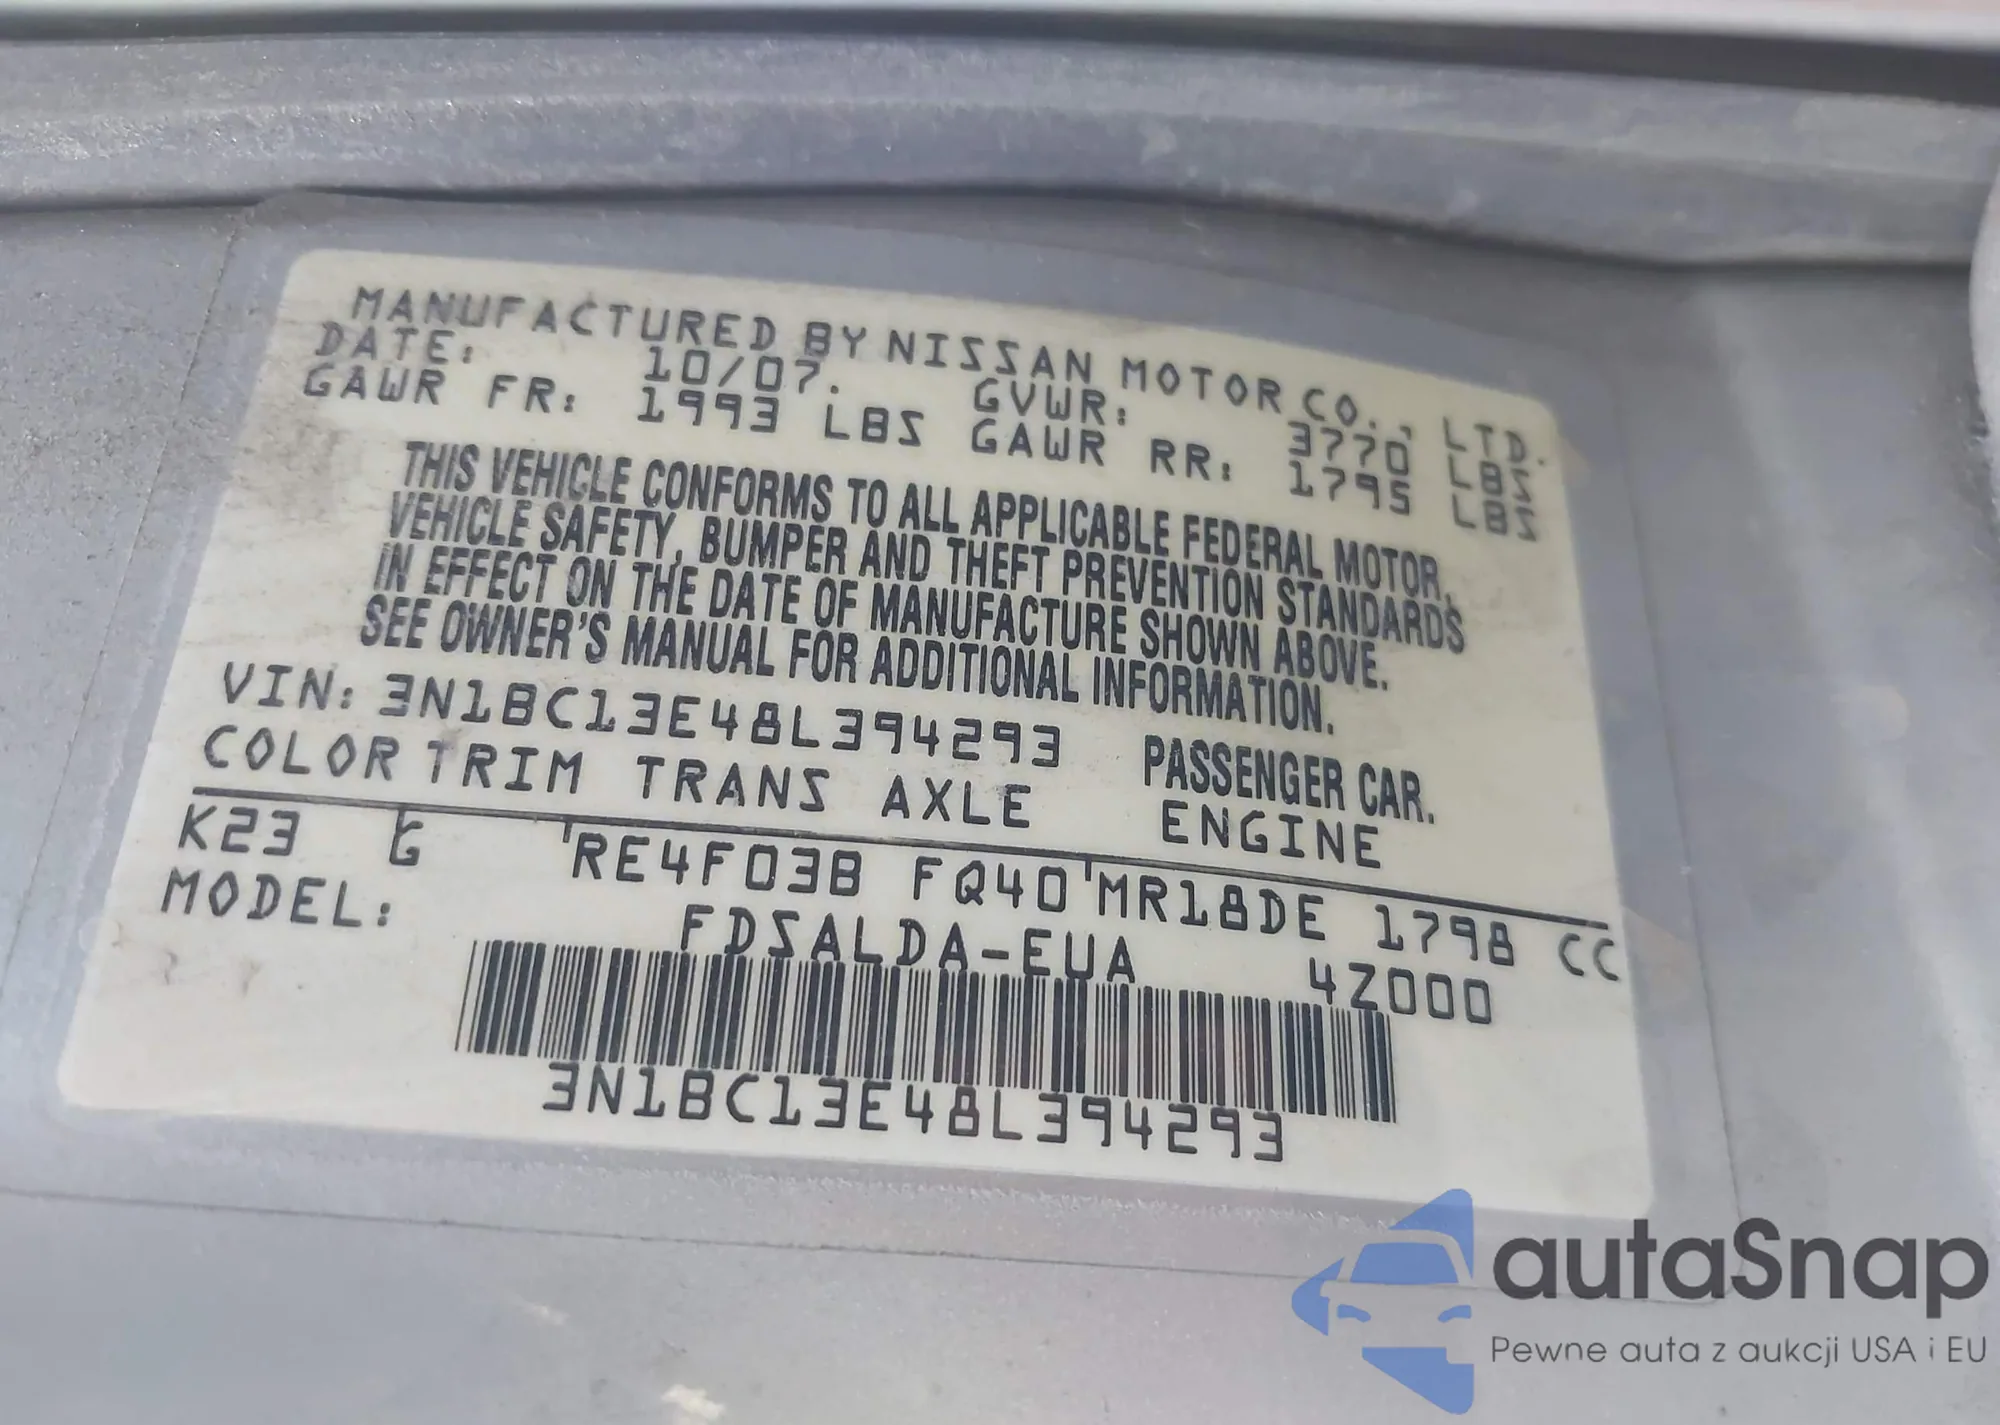 MANUFACTURED BY NISSAN MOTOR CO., LTD.
DATE: 10/07. GVWR: 3770 LBS
GAWR FR: 1993 LBS GAWR RR: 1795 LBS
THIS VEHICLE CONFORMS TO ALL APPLICABLE FEDERAL MOTOR
VEHICLE SAFETY, BUMPER AND THEFT PREVENTION STANDARDS
IN EFFECT ON THE DATE OF MANUFACTURE SHOWN ABOVE.
SEE OWNER'S MANUAL FOR ADDITIONAL INFORMATION.
VIN: 3N1BC13E48L394293 PASSENGER CAR.
COLOR TRIM TRANS AXLE ENGINE
K23 G RE4F03B FQ40 MR18DE 1798 CC
MODEL: FDSALDA-EUA 4Z000
3N1BC13E48L394293
autaSnap
Pewne auta z aukcji USA i EU